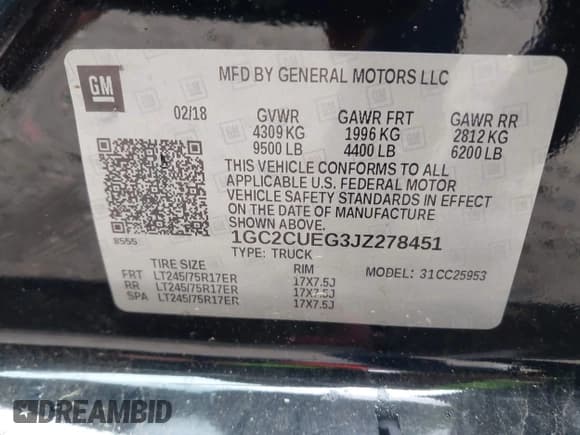 GM
MFD BY GENERAL MOTORS LLC
02/18 GVWR GAWR FRT GAWR RR
4309 KG 1996 KG 2812 KG
9500 LB 4400 LB 6200 LB
THIS VEHICLE CONFORMS TO ALL
APPLICABLE U.S. FEDERAL MOTOR
VEHICLE SAFETY STANDARDS IN EFFECT
ON THE DATE OF MANUFACTURE
SHOWN ABOVE.
8555 1GC2CUEG3JZ278451
TYPE: TRUCK
TIRE SIZE RIM MODEL: 31CC25953
FRT LT245/75R17ER 17X7.5J
RR LT245/75R17ER 17X7.5J
SPA LT245/75R17ER 17X7.5J
DREAMBID